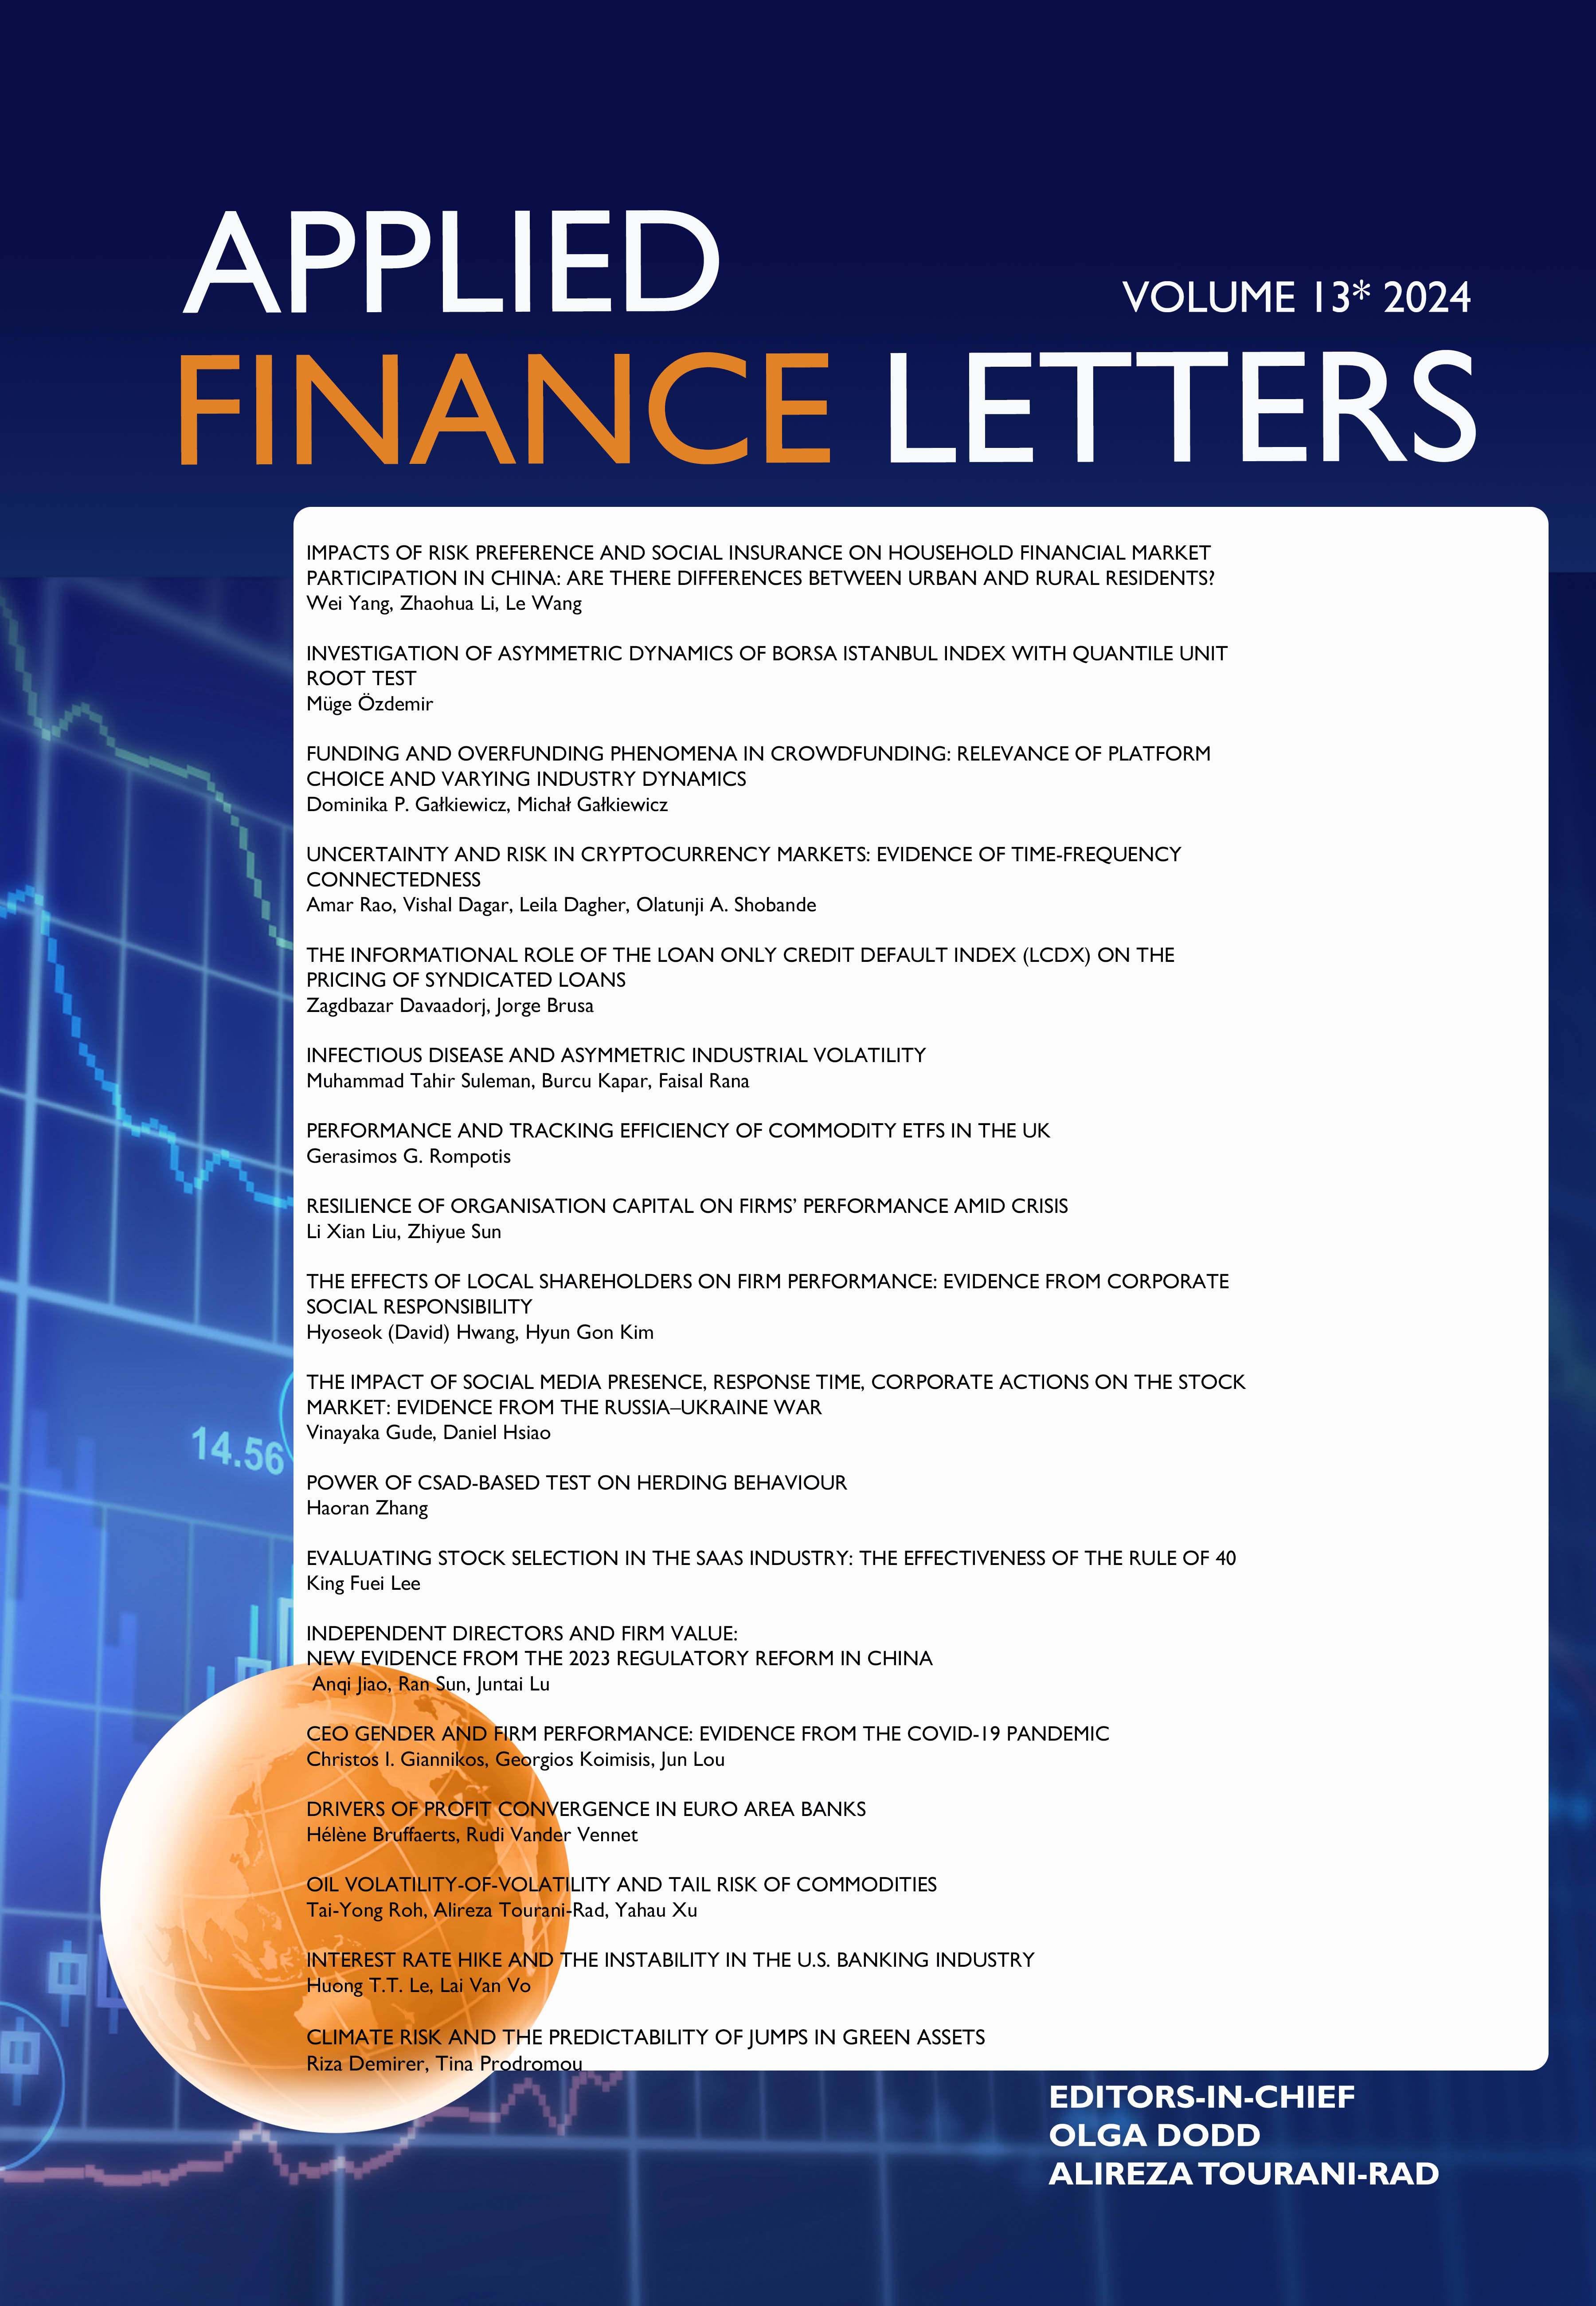 APPLIED
VOLUME 13* 2024
FINANCE LETTERS
IMPACTS OF RISK PREFERENCE AND SOCIAL INSURANCE ON HOUSEHOLD FINANCIAL MARKET
PARTICIPATION IN CHINA: ARE THERE DIFFERENCES BETWEEN URBAN AND RURAL RESIDENTS?
Wei Yang, Zhaohua Li, Le Wang
INVESTIGATION OF ASYMMETRIC DYNAMICS OF BORSA ISTANBUL INDEX WITH QUANTILE UNIT
ROOT TEST
Müge Özdemir
FUNDING AND OVERFUNDING PHENOMENA IN CROWDFUNDING: RELEVANCE OF PLATFORM
CHOICE AND VARYING INDUSTRY DYNAMICS
Dominika P. Gałkiewicz, Michał Gałkiewicz
UNCERTAINTY AND RISK IN CRYPTOCURRENCY MARKETS: EVIDENCE OF TIME-FREQUENCY
CONNECTEDNESS
Amar Rao, Vishal Dagar, Leila Dagher, Olatunji A. Shobande
THE INFORMATIONAL ROLE OF THE LOAN ONLY CREDIT DEFAULT INDEX (LCDX) ON THE
PRICING OF SYNDICATED LOANS
Zagdbazar Davaadorj, Jorge Brusa
INFECTIOUS DISEASE AND ASYMMETRIC INDUSTRIAL VOLATILITY
Muhammad Tahir Suleman, Burcu Kapar, Faisal Rana
PERFORMANCE AND TRACKING EFFICIENCY OF COMMODITY ETFS IN THE UK
Gerasimos G. Rompotis
RESILIENCE OF ORGANISATION CAPITAL ON FIRMS' PERFORMANCE AMID CRISIS
Li Xian Liu, Zhiyue Sun
THE EFFECTS OF LOCAL SHAREHOLDERS ON FIRM PERFORMANCE: EVIDENCE FROM CORPORATE
SOCIAL RESPONSIBILITY
Hyoseok (David) Hwang, Hyun Gon Kim
THE IMPACT OF SOCIAL MEDIA PRESENCE, RESPONSE TIME, CORPORATE ACTIONS ON THE STOCK
MARKET: EVIDENCE FROM THE RUSSIA–UKRAINE WAR
Vinayaka Gude, Daniel Hsiao
14.56
POWER OF CSAD-BASED TEST ON HERDING BEHAVIOUR
Haoran Zhang
EVALUATING STOCK SELECTION IN THE SAAS INDUSTRY: THE EFFECTIVENESS OF THE RULE OF 40
King Fuei Lee
INDEPENDENT DIRECTORS AND FIRM VALUE:
NEW EVIDENCE FROM THE 2023 REGULATORY REFORM IN CHINA
Anqi Jiao, Ran Sun, Juntai Lu
CEO GENDER AND FIRM PERFORMANCE: EVIDENCE FROM THE COVID-19 PANDEMIC
Christos I. Giannikos, Georgios Koimisis, Jun Lou
DRIVERS OF PROFIT CONVERGENCE IN EURO AREA BANKS
Hélène Bruffaerts, Rudi Vander Vennet
OIL VOLATILITY-OF-VOLATILITY AND TAIL RISK OF COMMODITIES
Tai-Yong Roh, Alireza Tourani-Rad, Yahau Xu
INTEREST RATE HIKE AND THE INSTABILITY IN THE U.S. BANKING INDUSTRY
Huong T.T. Le, Lai Van Vo
CLIMATE RISK AND THE PREDICTABILITY OF JUMPS IN GREEN ASSETS
Riza Demirer, Tina Prodromou
EDITORS-IN-CHIEF
OLGA DODD
ALIREZA TOURANI-RAD